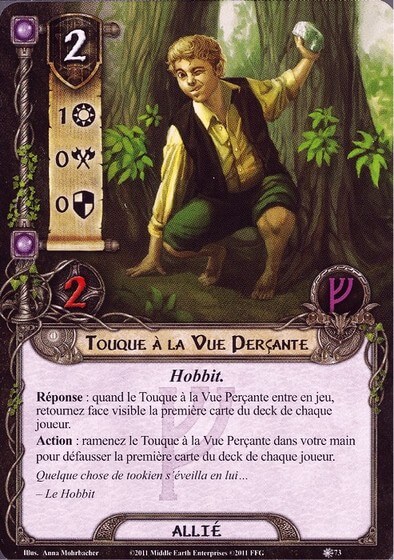 2
1
0
0
2
Touque à la Vue Perçante
Hobbit.
Réponse : quand le Touque à la Vue Perçante entre en jeu,
retournez face visible la première carte du deck de chaque
joueur.
Action : ramenez le Touque à la Vue Perçante dans votre main
pour défausser la première carte du deck de chaque joueur.
Quelque chose de tookien s'éveilla en lui…
– Le Hobbit
ALLIÉ
Illus. Anna Mohrbacher ©2011 Middle Earth Enterprises ©2011 FFG 73